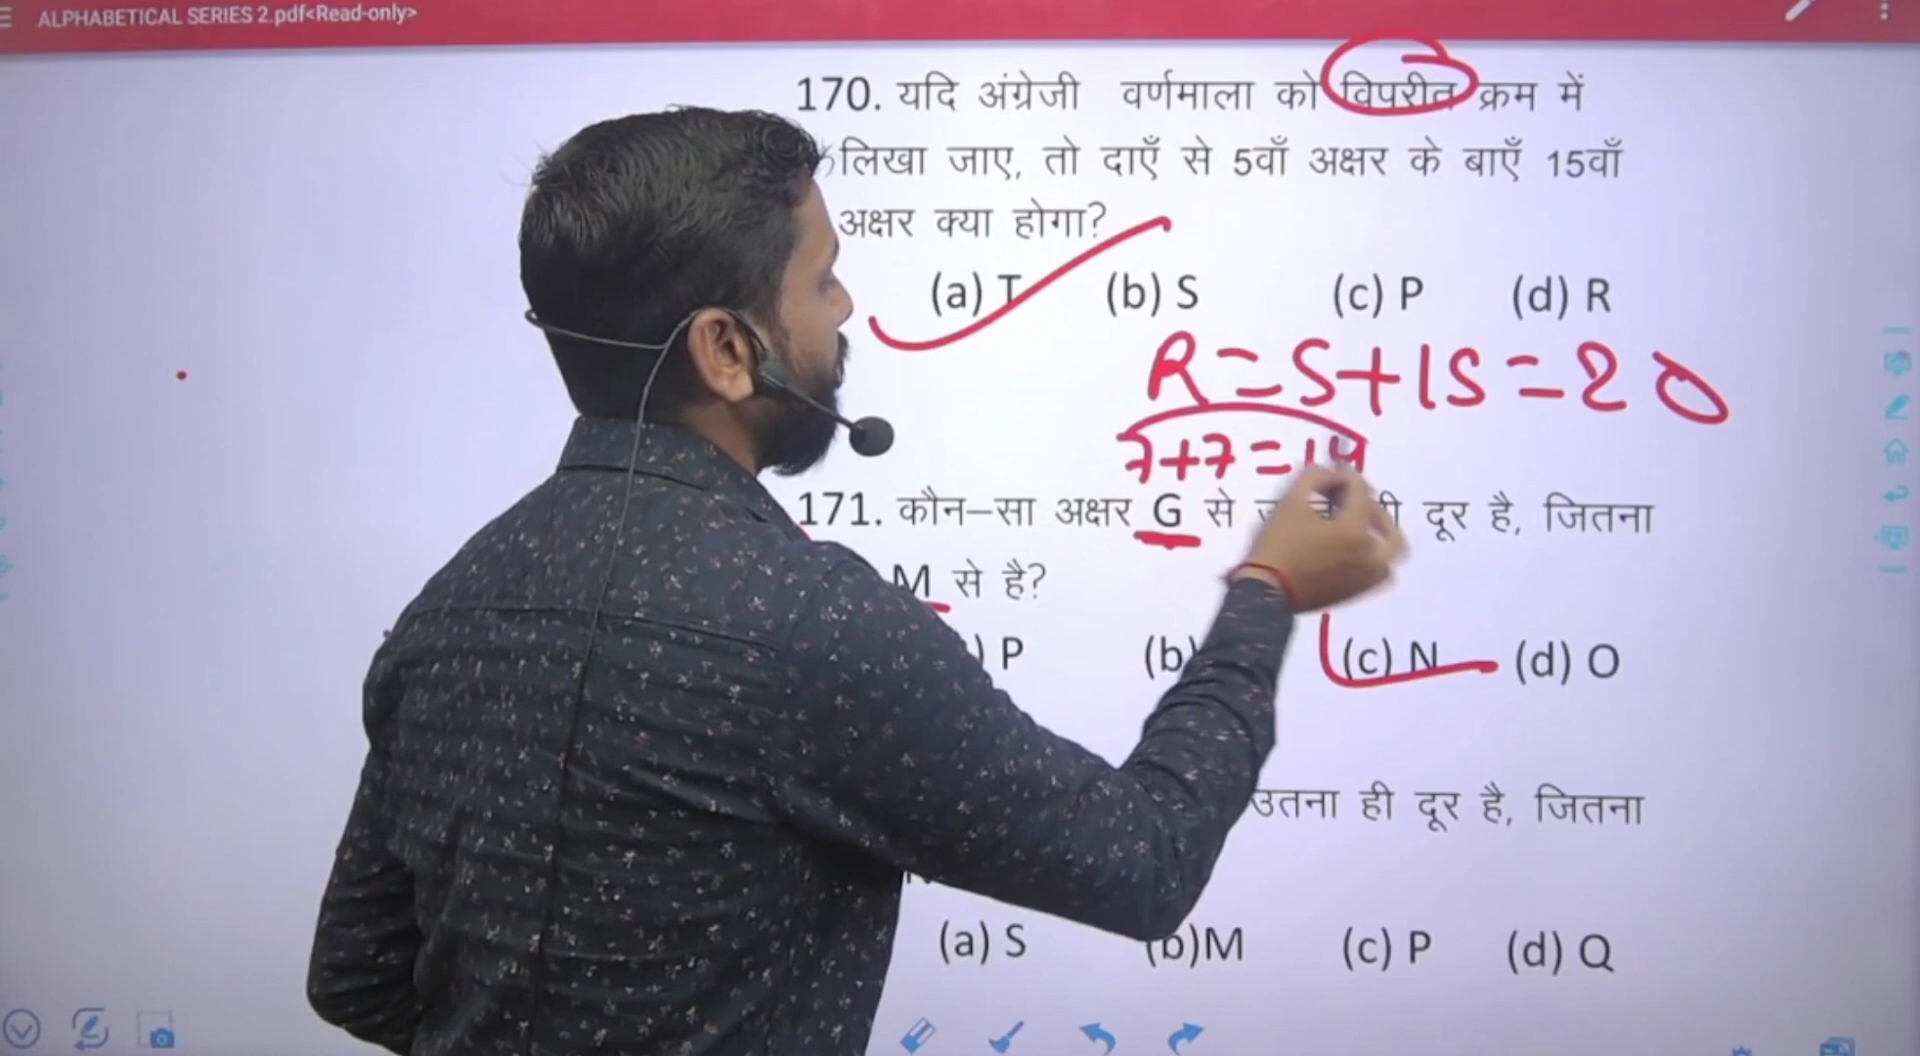 ALPHABETICAL SERIES 2.pdf<Read-only>
170. यदि अंग्रेजी वर्णमाला को विपरीत क्रम में
लिखा जाए, तो दाएँ से 5वाँ अक्षर के बाएँ 15वाँ
अक्षर क्या होगा?
(a) T (b) S (c) P (d) R
R=5+15=20
7+7=14
171. कौन–सा अक्षर G से दूर है, जितना
M से है?
) P (b) (c) N (d) O
उतना ही दूर है, जितना
(a) S (b)M (c) P (d) Q